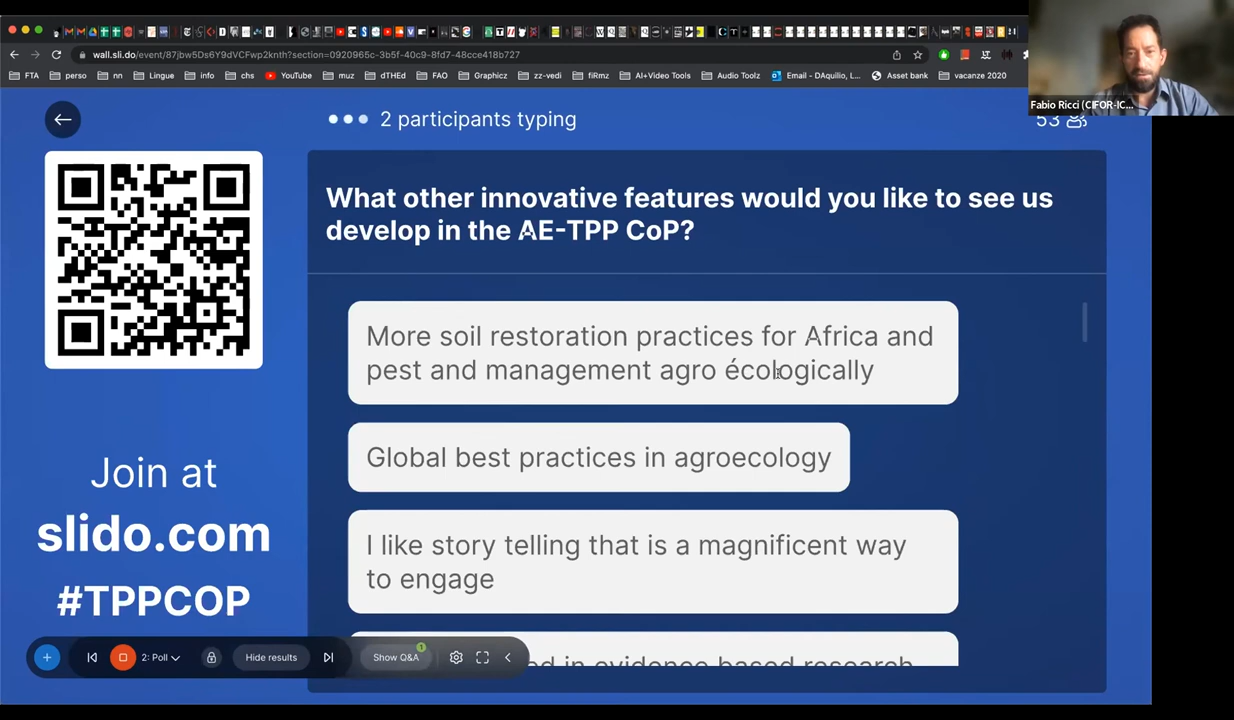 wall.sli.do/event/87jbw5Ds6Y9dVCFwp2knth?section=0920965c-3b5f-40c9-8fd7-48cce418b727
FTA perso nn Lingue info chs YouTube muz dTHEd FAO Graphicz zz-vedi fiRmz AI+Video Tools Audio Toolz Email - DAquilio, L... Asset bank vacanze 2020
Fabio Ricci (CIFOR-IC...
2 participants typing
53
What other innovative features would you like to see us
develop in the AE-TPP CoP?
More soil restoration practices for Africa and
pest and management agro écologically
Global best practices in agroecology
I like story telling that is a magnificent way
to engage
in evidence based research
Join at
slido.com
#TPPCOP
2: Poll
Hide results
Show Q&A
1